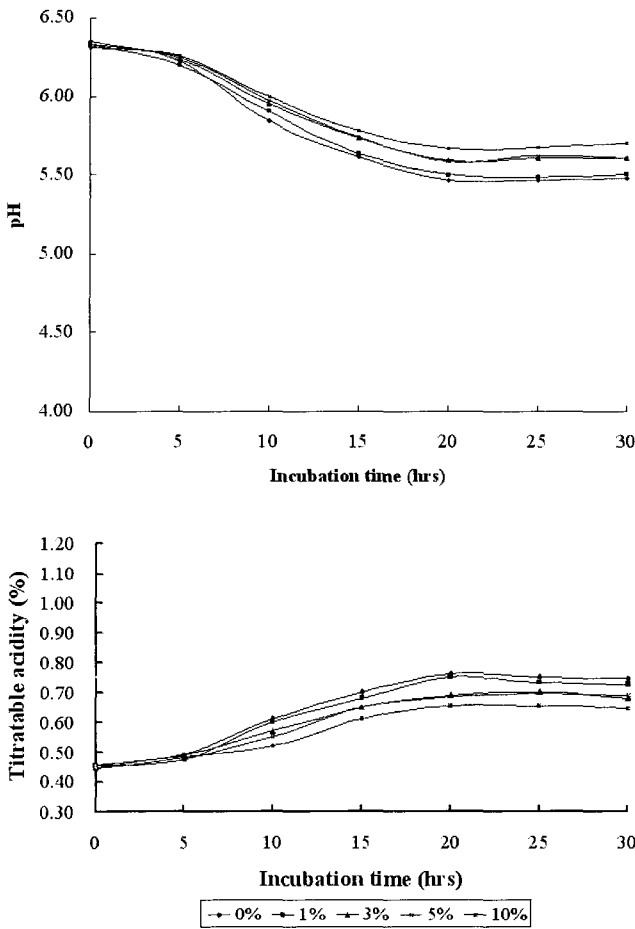 6.50
6.00
5.50
5.00
4.50
4.00
pH
0 5 10 15 20 25 30
Incubation time (hrs)
1.20
1.10
1.00
0.90
0.80
0.70
0.60
0.50
0.40
0.30
Titratable acidity (%)
0 5 10 15 20 25 30
Incubation time (hrs)
0% 1% 3% 5% 10%